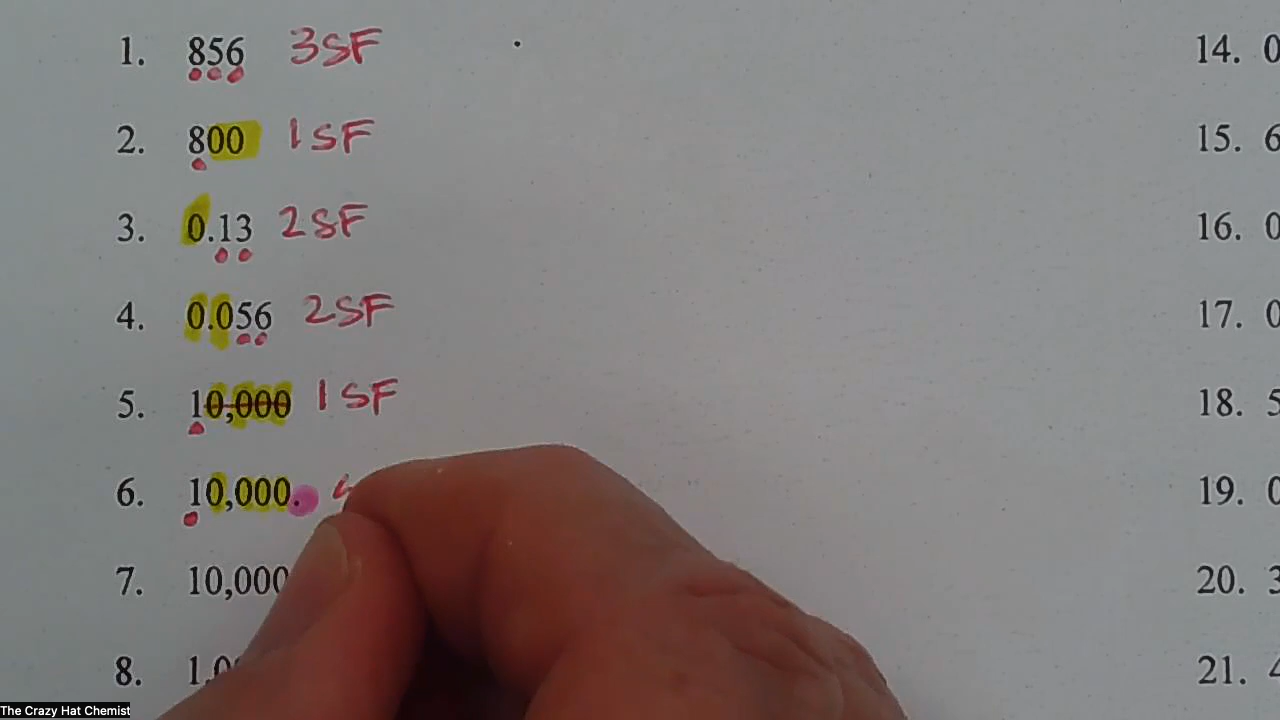 1. 856 3SF
2. 800 1SF
3. 0.13 2SF
4. 0.056 2SF
5. 10,000 1SF
6. 10,000.
7. 10,000
8. 1.0
14. 0
15. 6
16. 0
17. 0
18. 5
19. 0
20. 3
21. 4
The Crazy Hat Chemist